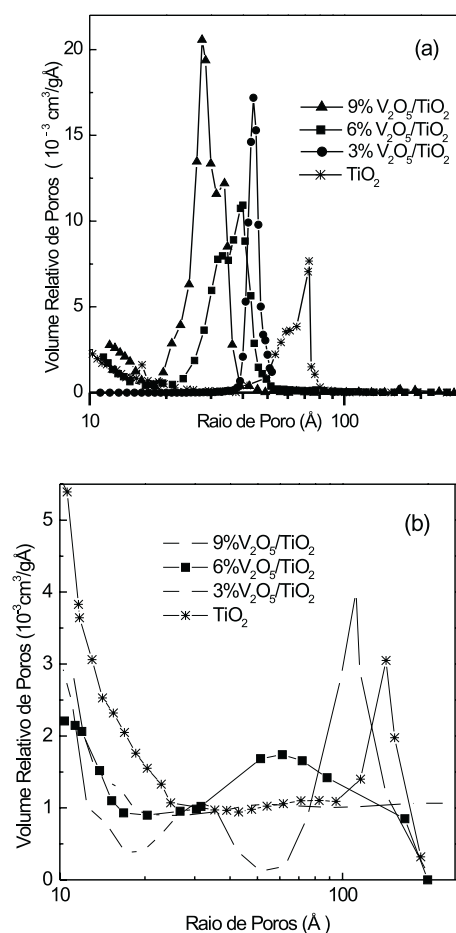 (a)
9% V₂O₅/TiO₂
6% V₂O₅/TiO₂
3% V₂O₅/TiO₂
TiO₂
Volume Relativo de Poros ( 10⁻³ cm³/gÅ)
20
15
10
5
0
10
100
Raio de Poro (Å)
(b)
9%V₂O₅/TiO₂
6%V₂O₅/TiO₂
3%V₂O₅/TiO₂
TiO₂
Volume Relativo de Poros (10⁻³cm³/gÅ)
5
4
3
2
1
0
10
100
Raio de Poros (Å )